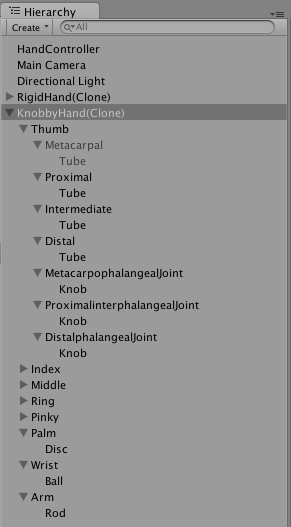 Hierarchy
Create
All
HandController
Main Camera
Directional Light
RigidHand(Clone)
KnobbyHand(Clone)
Thumb
Metacarpal
Tube
Proximal
Tube
Intermediate
Tube
Distal
Tube
MetacarpophalangealJoint
Knob
ProximalinterphalangealJoint
Knob
DistalphalangealJoint
Knob
Index
Middle
Ring
Pinky
Palm
Disc
Wrist
Ball
Arm
Rod